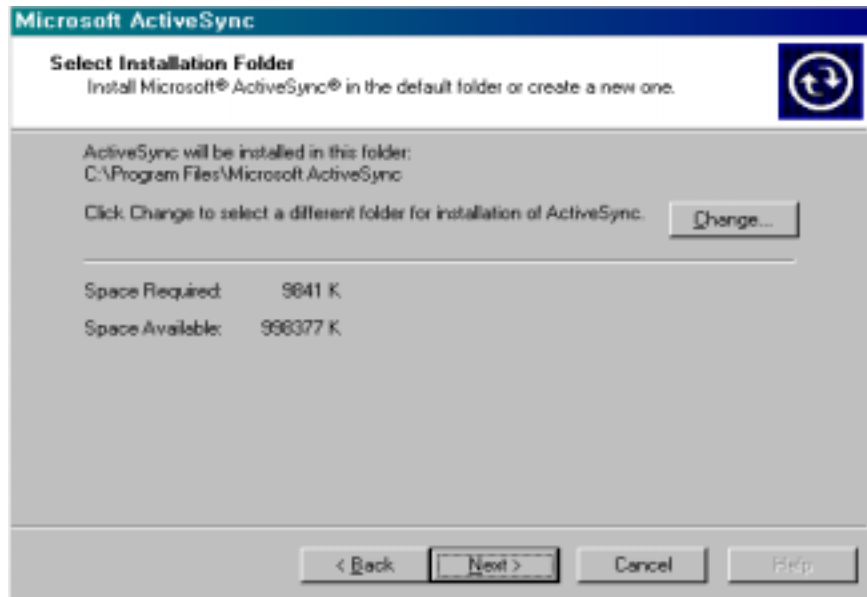 Microsoft ActiveSync
Select Installation Folder
Install Microsoft® ActiveSync® in the default folder or create a new one.
ActiveSync will be installed in this folder:
C:\Program Files\Microsoft ActiveSync
Click Change to select a different folder for installation of ActiveSync.
Change...
Space Required: 9841 K
Space Available: 998377 K
< Back
Next >
Cancel
Help